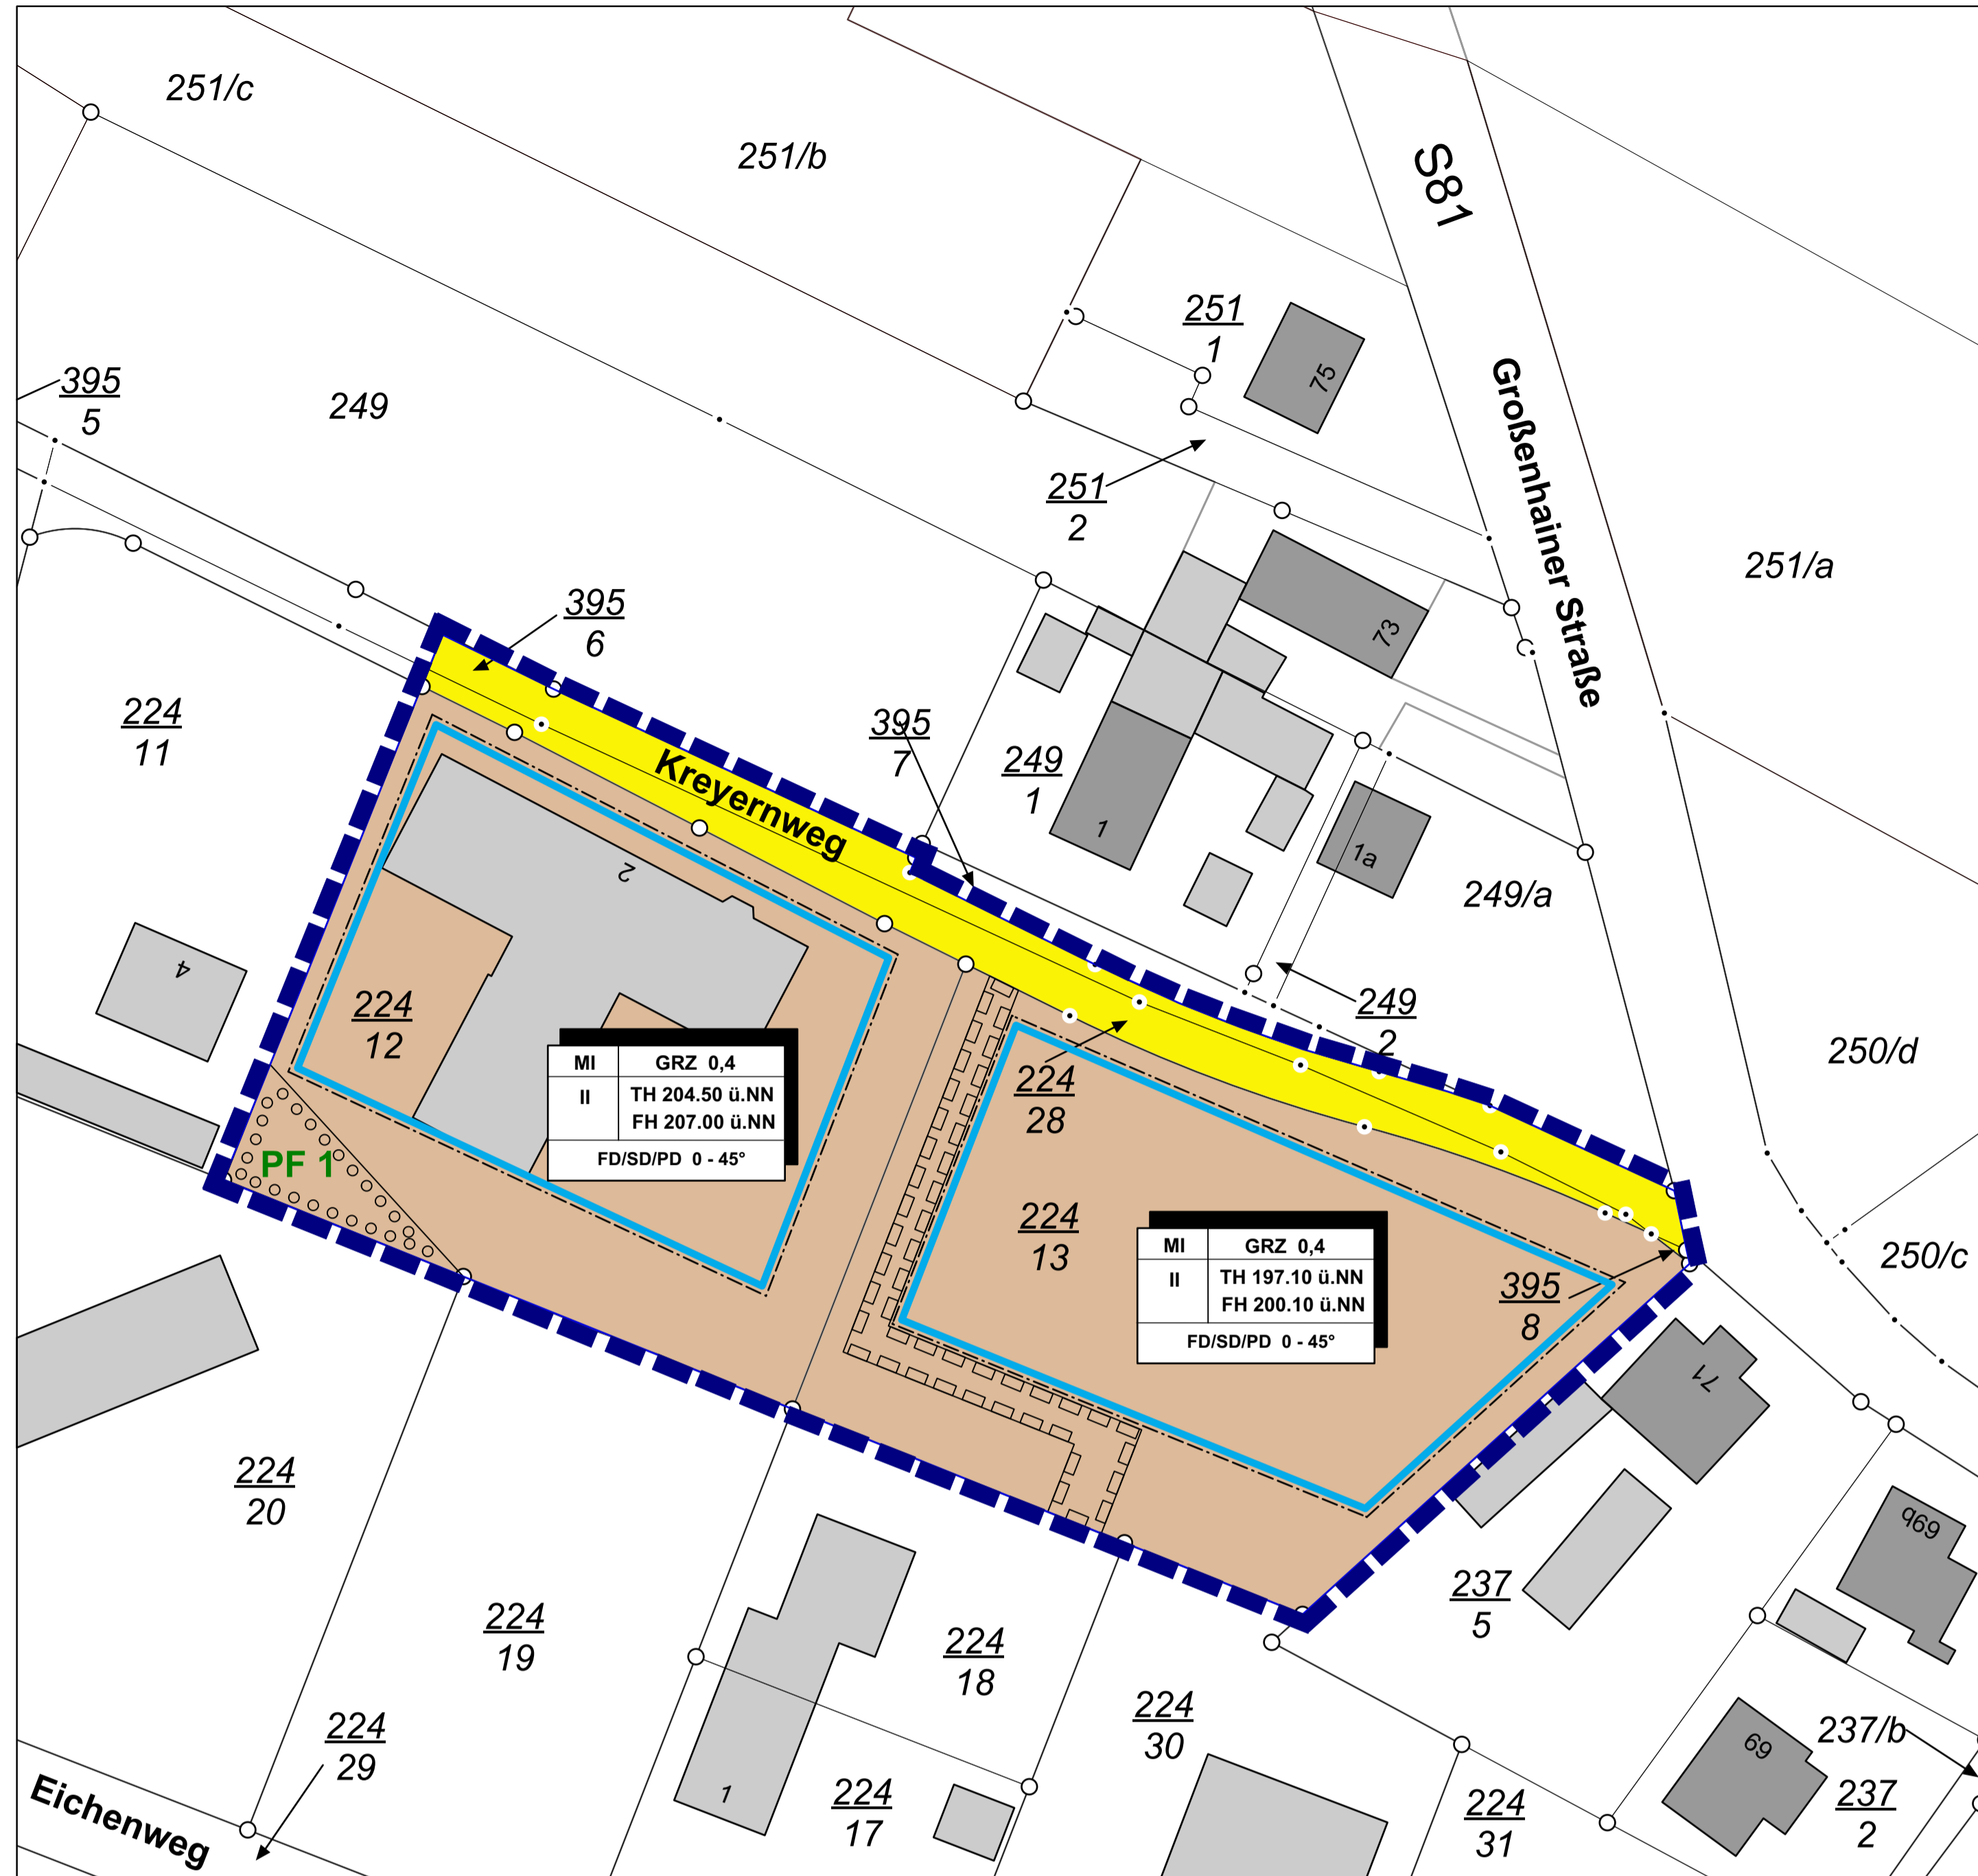 251/c
251/b
S81
251
1
75
395
5
249
Großenhainer Straße
251
2
251/a
395
6
73
224
11
395
7
249
1
Kreyernweg
1
1a
249/a
2
4
224
12
249
2
250/d
MI GRZ 0,4
II TH 204.50 ü.NN
FH 207.00 ü.NN
FD/SD/PD 0 - 45°
224
28
PF 1
224
13
MI GRZ 0,4
II TH 197.10 ü.NN
FH 200.10 ü.NN
FD/SD/PD 0 - 45°
395
8
250/c
71
224
20
69b
237
5
224
19
224
18
224
30
224
29
69
237/b
Eichenweg
1
224
17
224
31
237
2